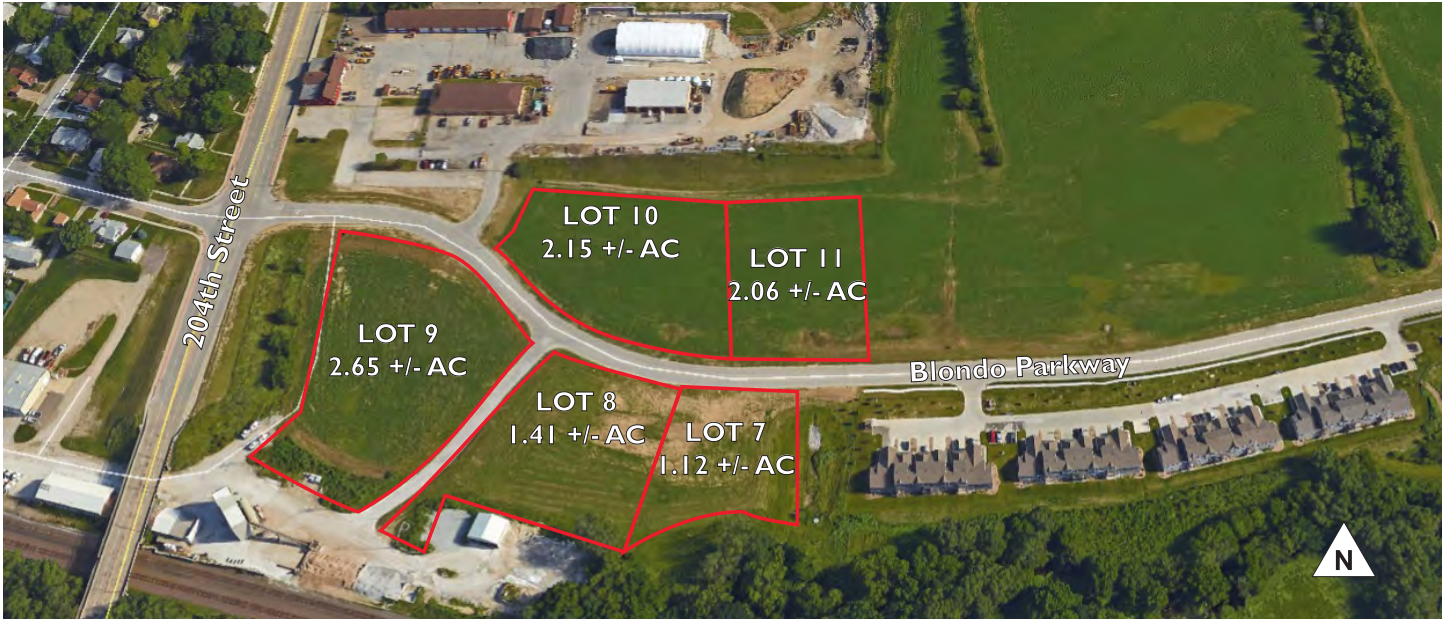 204th Street
LOT 10
2.15 +/- AC
LOT 11
2.06 +/- AC
LOT 9
2.65 +/- AC
Blondo Parkway
LOT 8
1.41 +/- AC
LOT 7
1.12 +/- AC
N